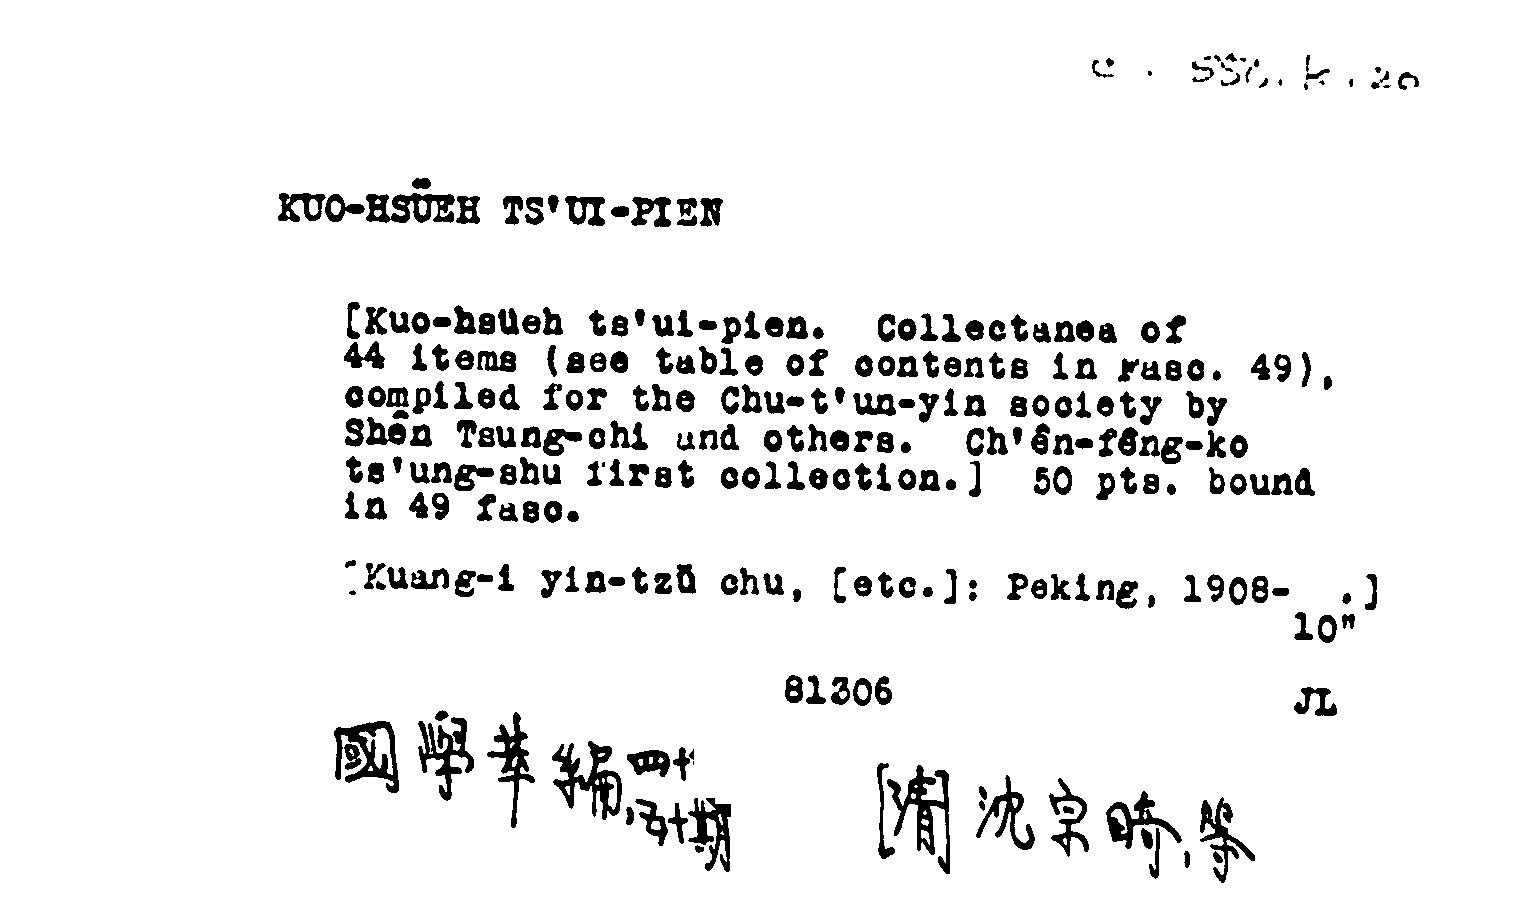 KUO-HSÜEH TS'UI-PIEN
[Kuo-hsüeh ts'ui-pien. Collectanea of
44 items (see table of contents in Fasc. 49),
compiled for the Chu-t'un-yin society by
Shên Tsung-chi and others. Ch'ên-fêng-ko
ts'ung-shu first collection.] 50 pts. bound
in 49 fasc.
[Kuang-i yin-tzŭ chu, [etc.]: Peking, 1908- .]
10"
81306 JL
國學萃編四十
,五十期
[清] 沈宗畸,等